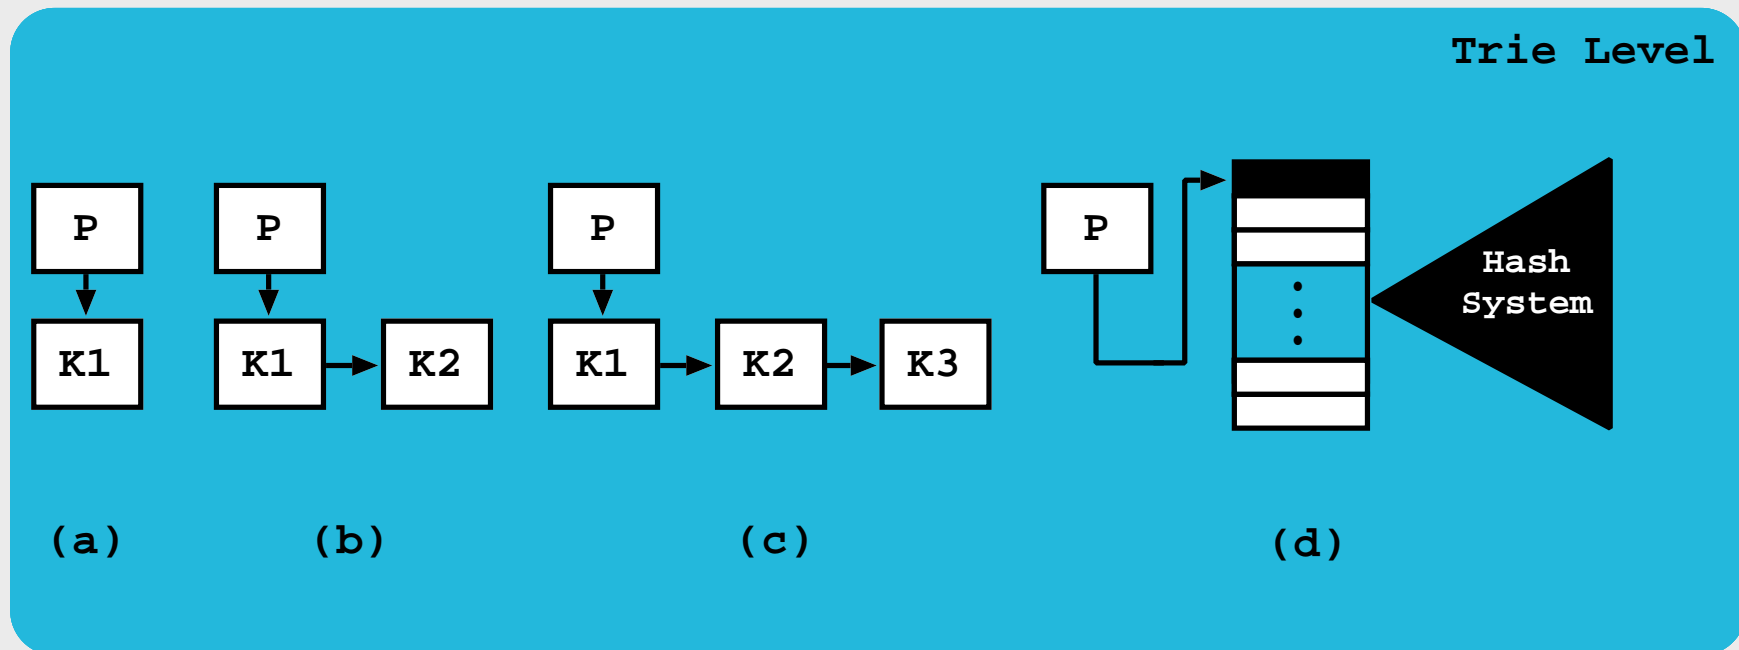 Trie Level
P
P
P
P
Hash
System
K1
K1
K2
K1
K2
K3
(a)
(b)
(c)
(d)